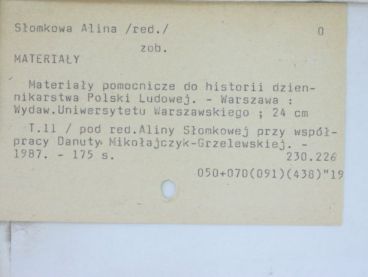 Słomkowa Alina /red./ 0
zob.
MATERIAŁY
Materiały pomocnicze do historii dzien-
nikarstwa Polski Ludowej. - Warszawa :
Wydaw.Uniwersytetu Warszawskiego ; 24 cm
T.11 / pod red.Aliny Słomkowej przy współ-
pracy Danuty Mikołajczyk-Grzelewskiej. -
1987. - 175 s. 230.226
050+070(091)(438)"19